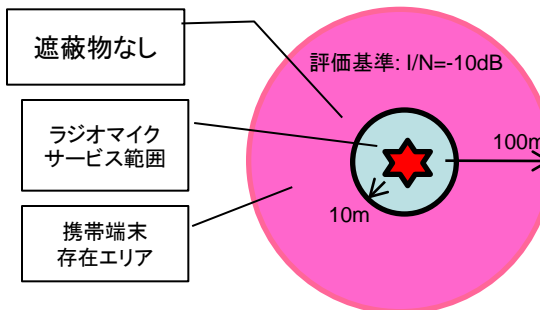 遮蔽物なし
評価基準: I/N=-10dB
ラジオマイク
サービス範囲
100m
10m
携帯端末
存在エリア